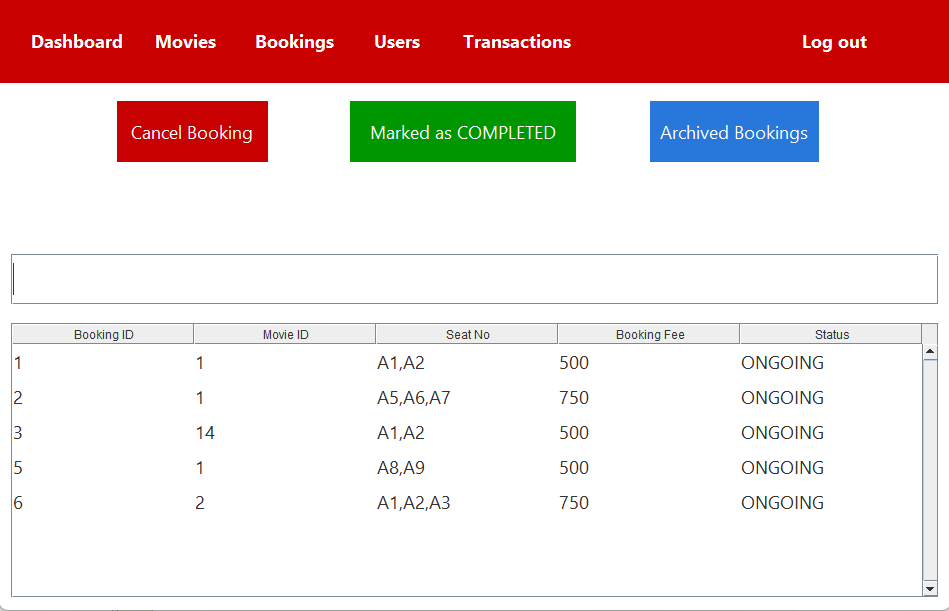 Dashboard Movies Bookings Users Transactions Log out
Cancel Booking Marked as COMPLETED Archived Bookings
Booking ID Movie ID Seat No Booking Fee Status
1 1 A1,A2 500 ONGOING
2 1 A5,A6,A7 750 ONGOING
3 14 A1,A2 500 ONGOING
5 1 A8,A9 500 ONGOING
6 2 A1,A2,A3 750 ONGOING